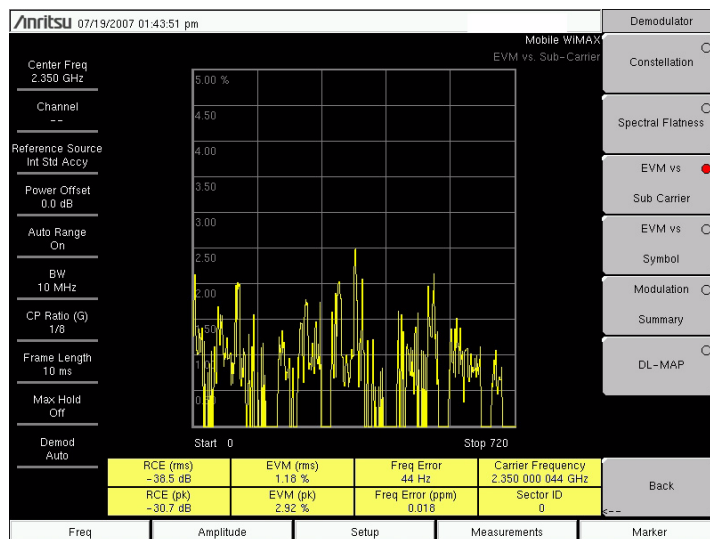 Anritsu 07/19/2007 01:43:51 pm
Mobile WiMAX
EVM vs. Sub-Carrier
Center Freq
2.350 GHz
Channel
--
Reference Source
Int Std Accy
Power Offset
0.0 dB
Auto Range
On
BW
10 MHz
CP Ratio (G)
1/8
Frame Length
10 ms
Max Hold
Off
Demod
Auto
5.00 %
4.50
4.00
3.50
3.00
2.50
2.00
Start 0
Stop 720
RCE (rms)
-38.5 dB
EVM (rms)
1.18 %
Freq Error
44 Hz
Carrier Frequency
2.350 000 044 GHz
RCE (pk)
-30.7 dB
EVM (pk)
2.92 %
Freq Error (ppm)
0.018
Sector ID
0
Demodulator
Constellation
Spectral Flatness
EVM vs
Sub Carrier
EVM vs
Symbol
Modulation
Summary
DL-MAP
Back
<--
Freq
Amplitude
Setup
Measurements
Marker